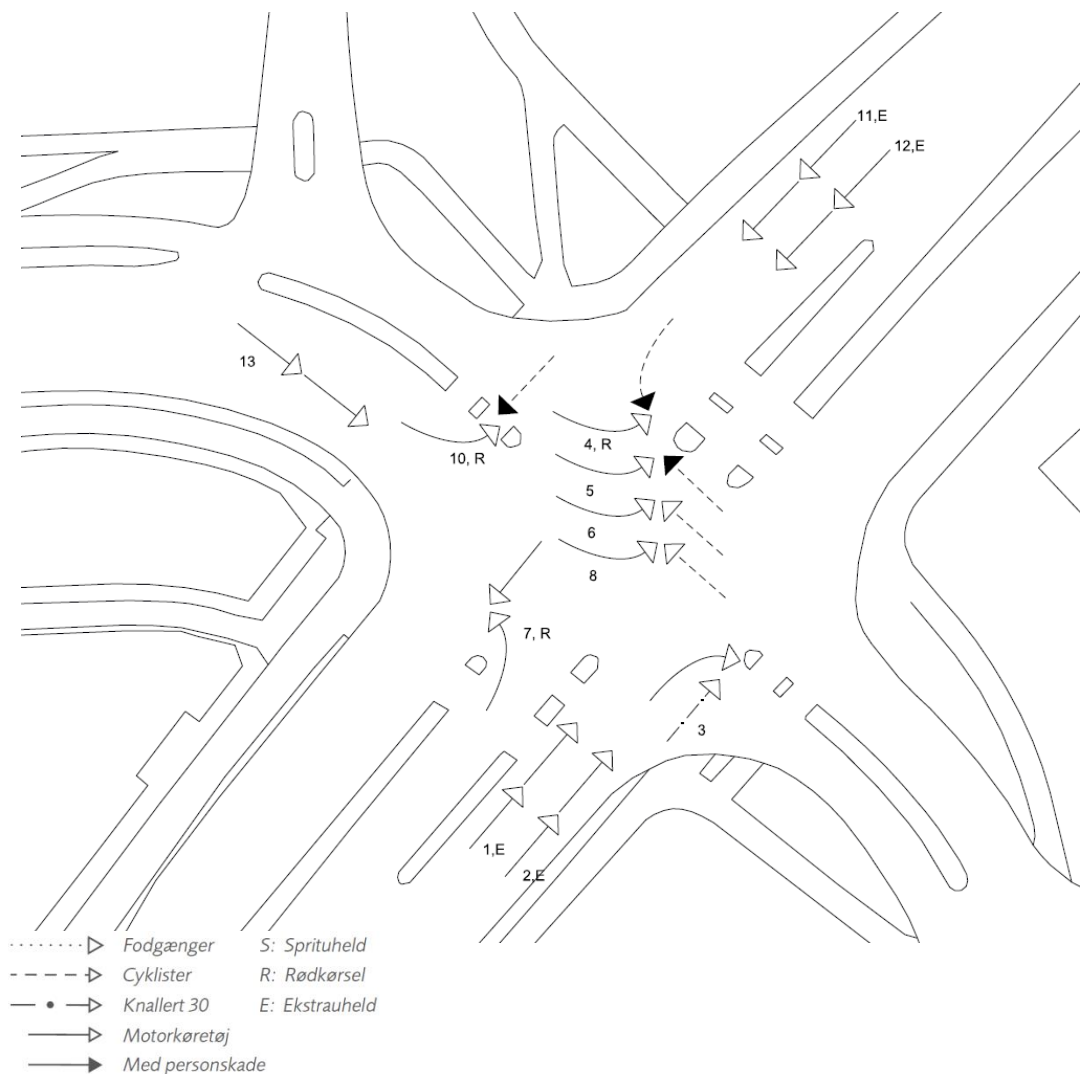 11,E
12,E
13
4, R
10, R
5
6
8
7, R
3
1,E
2,E
Fodgænger S: Sprituheld
Cyklister R: Rødkørsel
Knallert 30 E: Ekstrauheld
Motorkøretøj
Med personskade